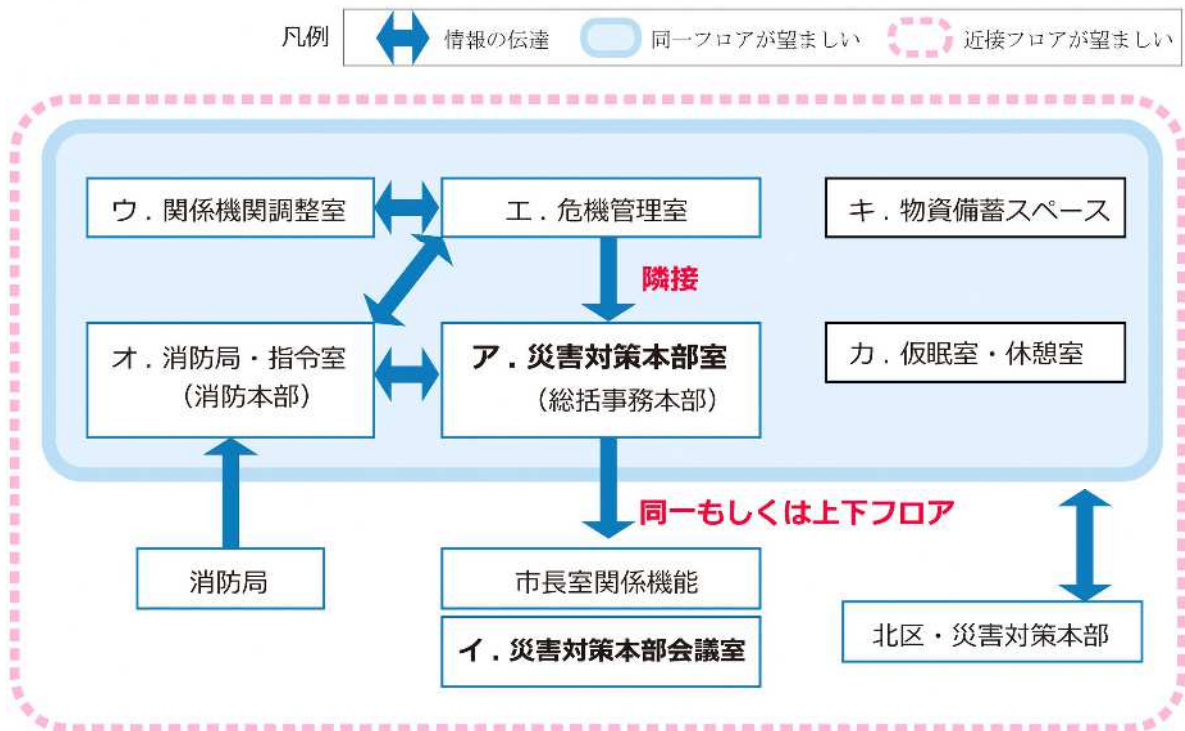 凡例 情報の伝達 同一フロアが望ましい 近接フロアが望ましい
ウ．関係機関調整室
エ．危機管理室
キ．物資備蓄スペース
隣接
オ．消防局・指令室
（消防本部）
ア．災害対策本部室
（総括事務本部）
カ．仮眠室・休憩室
同一もしくは上下フロア
消防局
市長室関係機能
イ．災害対策本部会議室
北区・災害対策本部